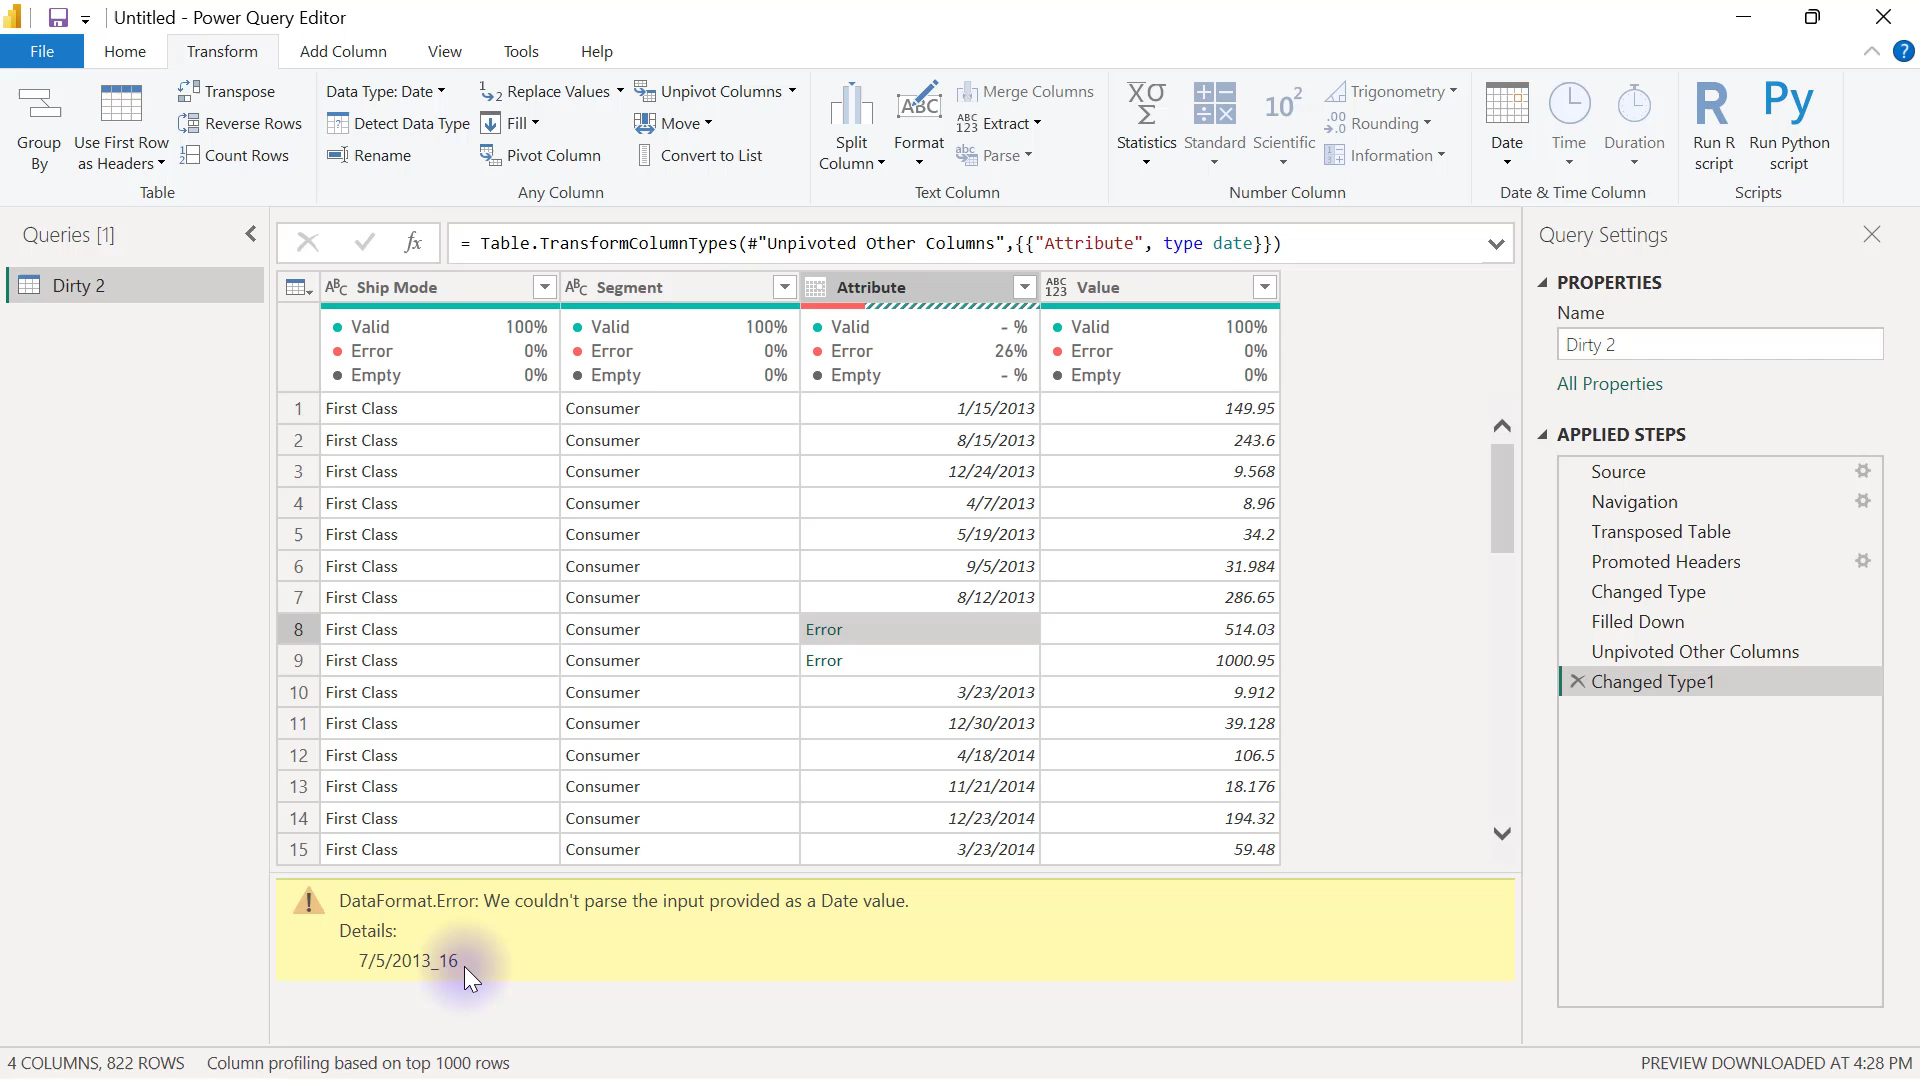 Untitled - Power Query Editor
File Home Transform Add Column View Tools Help
Group By
Use First Row as Headers
Transpose
Reverse Rows
Count Rows
Table
Data Type: Date
Detect Data Type
Rename
Replace Values
Fill
Pivot Column
Unpivot Columns
Move
Convert to List
Any Column
Split Column
Format
Merge Columns
Extract
Parse
Text Column
Statistics
Standard
Scientific
Trigonometry
Rounding
Information
Number Column
Date
Time
Duration
Date & Time Column
Run R script
Run Python script
Scripts
Queries [1]
Dirty 2
fx
= Table.TransformColumnTypes(#"Unpivoted Other Columns",{{"Attribute", type date}})
Ship Mode Segment Attribute Value
Valid 100% Valid 100% Valid - % Valid 100%
Error 0% Error 0% Error 26% Error 0%
Empty 0% Empty 0% Empty - % Empty 0%
1 First Class Consumer 1/15/2013 149.95
2 First Class Consumer 8/15/2013 243.6
3 First Class Consumer 12/24/2013 9.568
4 First Class Consumer 4/7/2013 8.96
5 First Class Consumer 5/19/2013 34.2
6 First Class Consumer 9/5/2013 31.984
7 First Class Consumer 8/12/2013 286.65
8 First Class Consumer Error 514.03
9 First Class Consumer Error 1000.95
10 First Class Consumer 3/23/2013 9.912
11 First Class Consumer 12/30/2013 39.128
12 First Class Consumer 4/18/2014 106.5
13 First Class Consumer 11/21/2014 18.176
14 First Class Consumer 12/23/2014 194.32
15 First Class Consumer 3/23/2014 59.48
DataFormat.Error: We couldn't parse the input provided as a Date value.
Details:
7/5/2013_16
Query Settings
PROPERTIES
Name
Dirty 2
All Properties
APPLIED STEPS
Source
Navigation
Transposed Table
Promoted Headers
Changed Type
Filled Down
Unpivoted Other Columns
Changed Type1
4 COLUMNS, 822 ROWS Column profiling based on top 1000 rows
PREVIEW DOWNLOADED AT 4:28 PM